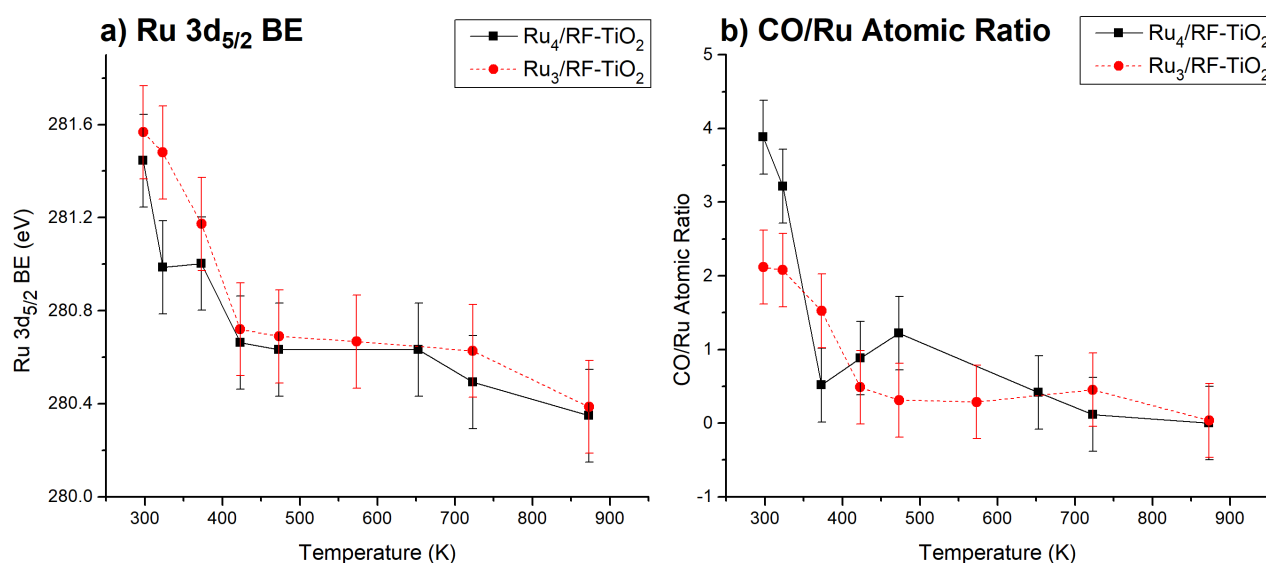 a) Ru 3d5/2 BE
Ru4/RF-TiO2
Ru3/RF-TiO2
Ru 3d5/2 BE (eV)
281.6
281.2
280.8
280.4
280.0
300 400 500 600 700 800 900
Temperature (K)
b) CO/Ru Atomic Ratio
Ru4/RF-TiO2
Ru3/RF-TiO2
CO/Ru Atomic Ratio
5
4
3
2
1
0
-1
300 400 500 600 700 800 900
Temperature (K)